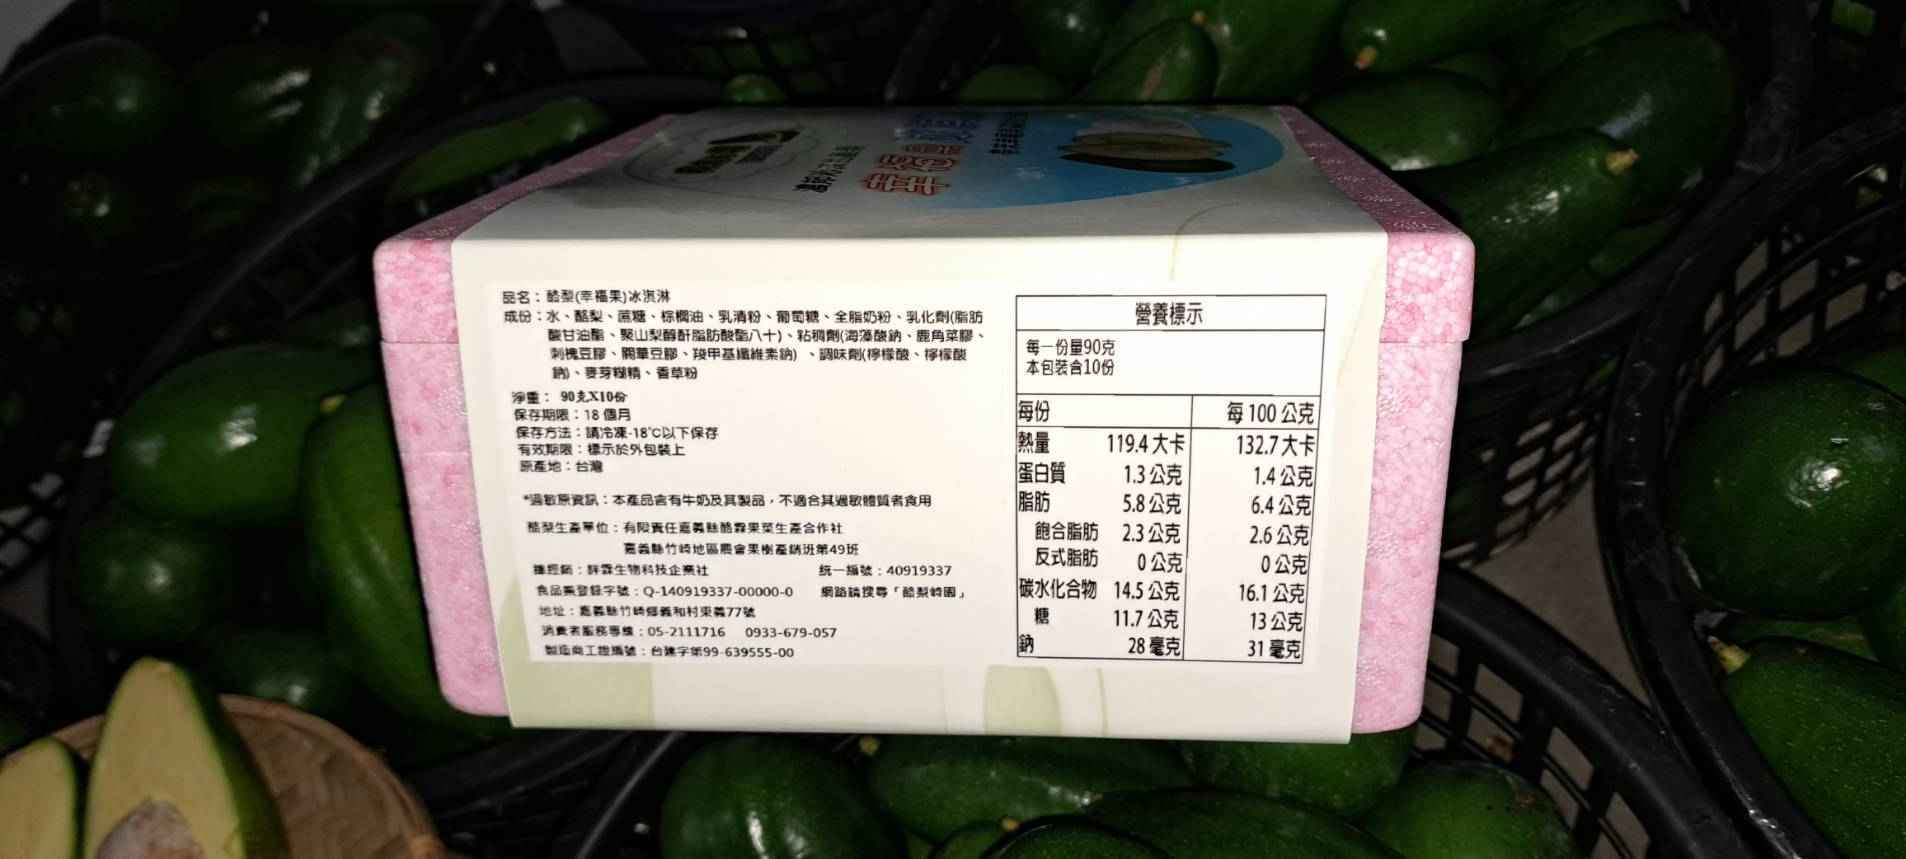 幸福果
品名：酪梨(幸福果)冰淇淋
成份：水、酪梨、蔗糖、棕櫚油、乳清粉、葡萄糖、全脂奶粉、乳化劑(脂肪
酸甘油酯、聚山梨醇酐脂肪酸酯八十)、粘稠劑(海藻酸鈉、鹿角菜膠、
刺槐豆膠、關華豆膠、羧甲基纖維素鈉)、調味劑(檸檬酸、檸檬酸
鈉)、麥芽糊精、香草粉
淨重： 90克X10份
保存期限：18 個月
保存方法：請冷凍-18℃以下保存
有效期限：標示於外包裝上
原產地：台灣
*過敏原資訊：本產品含有牛奶及其製品，不適合其過敏體質者食用
酪梨生產單位：有限責任嘉義縣酪霖果菜生產合作社
嘉義縣竹崎地區農會果樹產銷班第49班
總經銷：祥霖生物科技企業社 統一編號：40919337
食品業登錄字號：Q-140919337-00000-0 網路請搜尋「酪梨崎園」
地址：嘉義縣竹崎鄉義和村東義77號
消費者服務專線：05-2111716 0933-679-057
製造商工證編號：台建字第99-639555-00
營養標示
每一份量90克
本包裝含10份
每份 每 100 公克
熱量 119.4 大卡 132.7 大卡
蛋白質 1.3 公克 1.4 公克
脂肪 5.8 公克 6.4 公克
飽合脂肪 2.3 公克 2.6 公克
反式脂肪 0 公克 0 公克
碳水化合物 14.5 公克 16.1 公克
糖 11.7 公克 13 公克
鈉 28 毫克 31 毫克